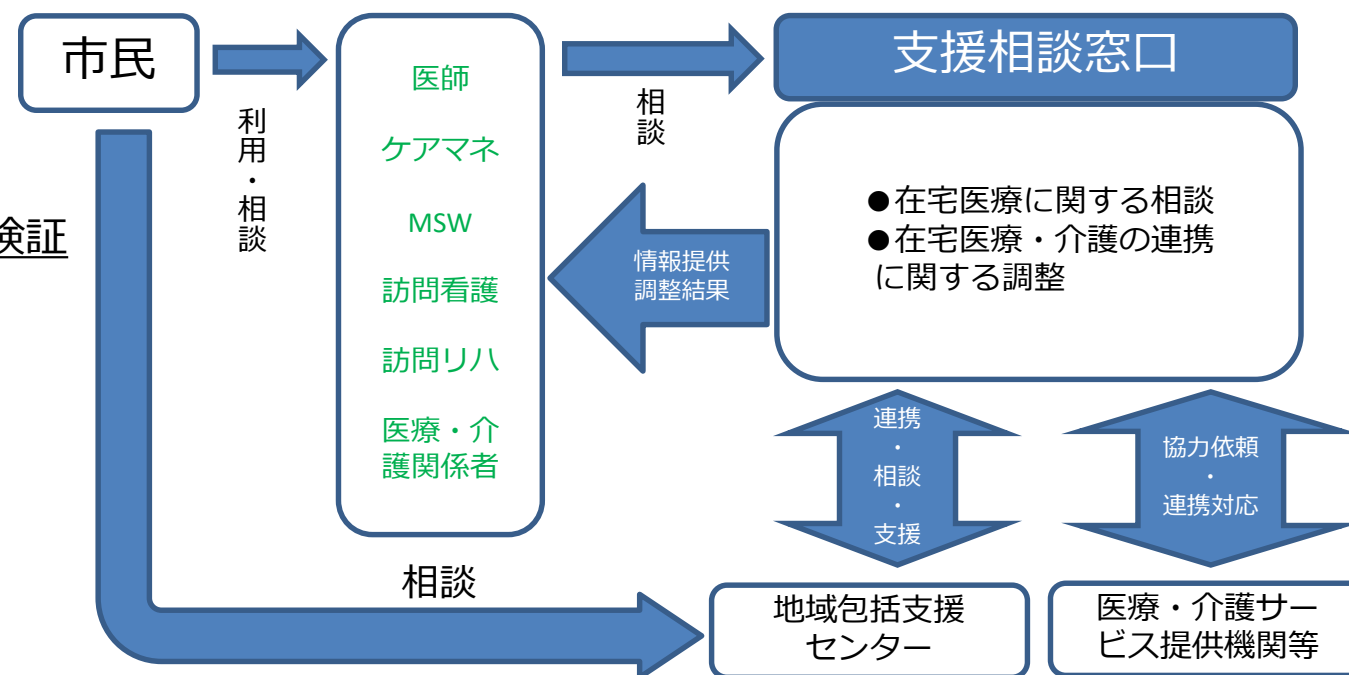 市民
利用・相談
検証
医師
ケアマネ
MSW
訪問看護
訪問リハ
医療・介
護関係者
相談
支援相談窓口
●在宅医療に関する相談
●在宅医療・介護の連携
に関する調整
情報提供
調整結果
連携
・
相談
・
支援
協力依頼
・
連携対応
相談
地域包括支援
センター
医療・介護サー
ビス提供機関等